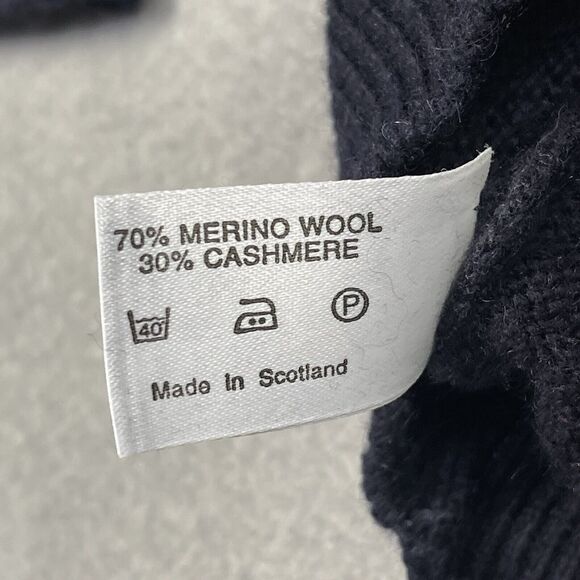 70% MERINO WOOL
30% CASHMERE
40° P
Made In Scotland